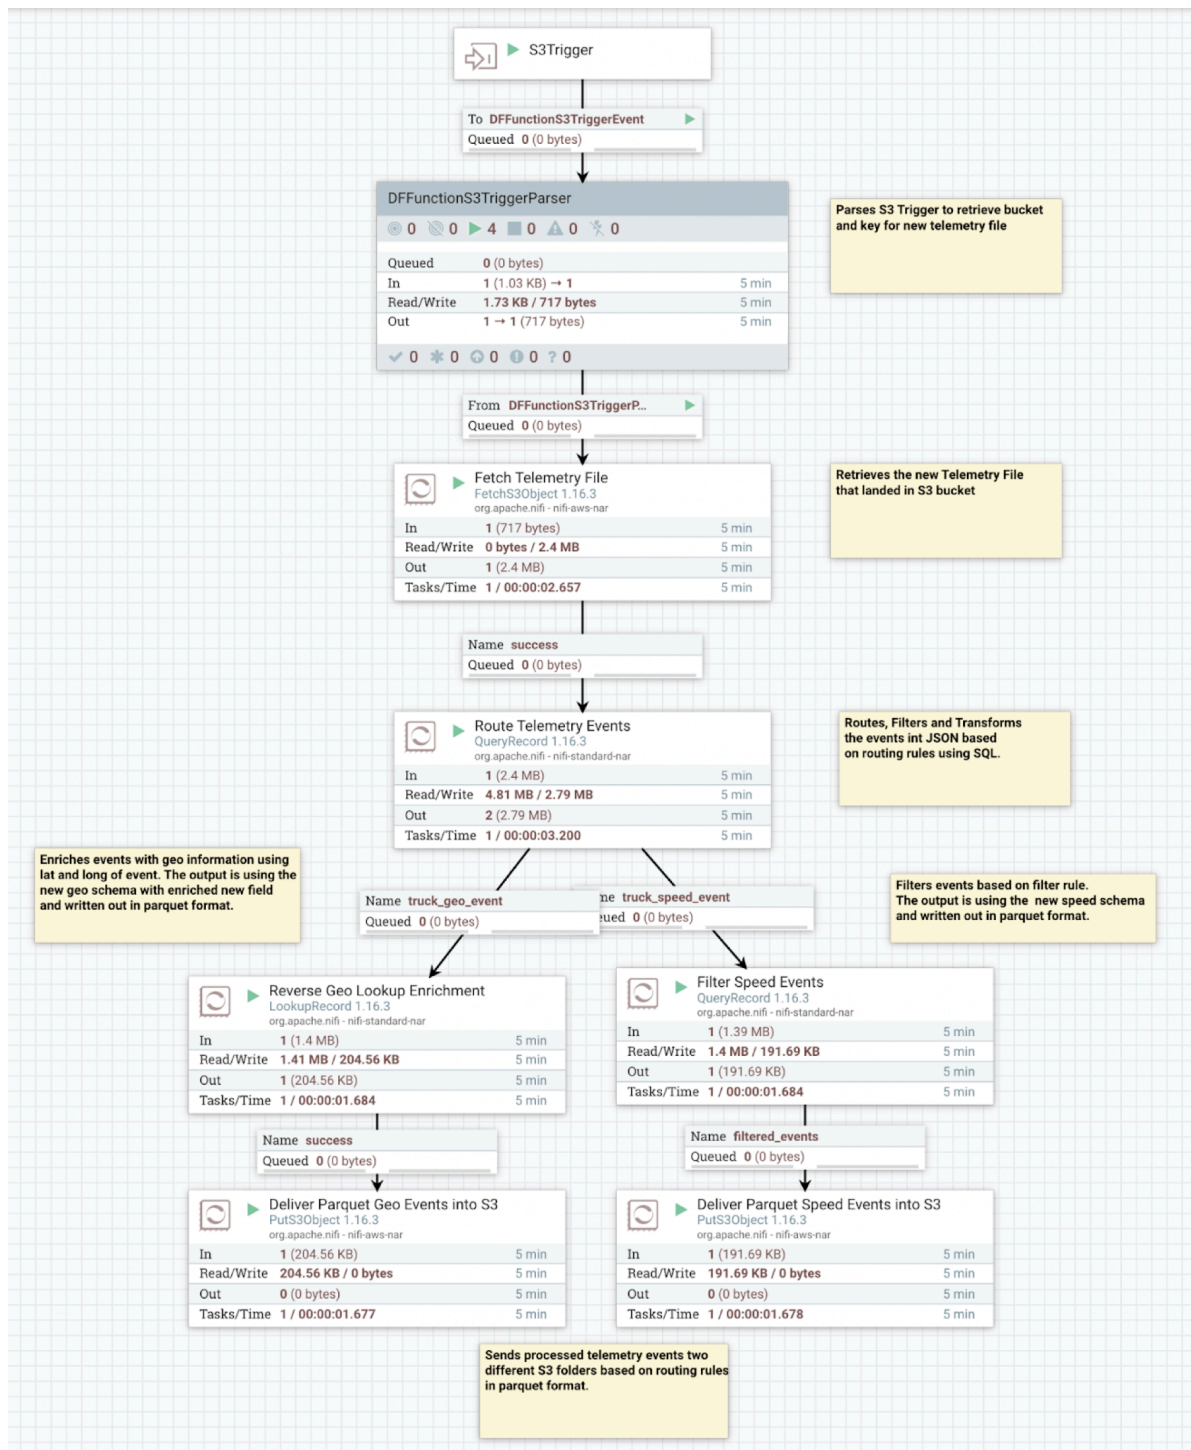 S3Trigger
To DFFunctionS3TriggerEvent
Queued 0 (0 bytes)
DFFunctionS3TriggerParser
0 0 4 0 0 0
Queued 0 (0 bytes)
In 1 (1.03 KB) → 1 5 min
Read/Write 1.73 KB / 717 bytes 5 min
Out 1 → 1 (717 bytes) 5 min
0 0 0 0 ? 0
Parses S3 Trigger to retrieve bucket
and key for new telemetry file
From DFFunctionS3TriggerP...
Queued 0 (0 bytes)
Fetch Telemetry File
FetchS3Object 1.16.3
org.apache.nifi - nifi-aws-nar
In 1 (717 bytes) 5 min
Read/Write 0 bytes / 2.4 MB 5 min
Out 1 (2.4 MB) 5 min
Tasks/Time 1 / 00:00:02.657 5 min
Retrieves the new Telemetry File
that landed in S3 bucket
Name success
Queued 0 (0 bytes)
Route Telemetry Events
QueryRecord 1.16.3
org.apache.nifi - nifi-standard-nar
In 1 (2.4 MB) 5 min
Read/Write 4.81 MB / 2.79 MB 5 min
Out 2 (2.79 MB) 5 min
Tasks/Time 1 / 00:00:03.200 5 min
Routes, Filters and Transforms
the events int JSON based
on routing rules using SQL.
Enriches events with geo information using
lat and long of event. The output is using the
new geo schema with enriched new field
and written out in parquet format.
Name truck_geo_event
Queued 0 (0 bytes)
me truck_speed_event
eued 0 (0 bytes)
Filters events based on filter rule.
The output is using the new speed schema
and written out in parquet format.
Reverse Geo Lookup Enrichment
LookupRecord 1.16.3
org.apache.nifi - nifi-standard-nar
In 1 (1.4 MB) 5 min
Read/Write 1.41 MB / 204.56 KB 5 min
Out 1 (204.56 KB) 5 min
Tasks/Time 1 / 00:00:01.684 5 min
Filter Speed Events
QueryRecord 1.16.3
org.apache.nifi - nifi-standard-nar
In 1 (1.39 MB) 5 min
Read/Write 1.4 MB / 191.69 KB 5 min
Out 1 (191.69 KB) 5 min
Tasks/Time 1 / 00:00:01.684 5 min
Name success
Queued 0 (0 bytes)
Name filtered_events
Queued 0 (0 bytes)
Deliver Parquet Geo Events into S3
PutS3Object 1.16.3
org.apache.nifi - nifi-aws-nar
In 1 (204.56 KB) 5 min
Read/Write 204.56 KB / 0 bytes 5 min
Out 0 (0 bytes) 5 min
Tasks/Time 1 / 00:00:01.677 5 min
Deliver Parquet Speed Events into S3
PutS3Object 1.16.3
org.apache.nifi - nifi-aws-nar
In 1 (191.69 KB) 5 min
Read/Write 191.69 KB / 0 bytes 5 min
Out 0 (0 bytes) 5 min
Tasks/Time 1 / 00:00:01.678 5 min
Sends processed telemetry events two
different S3 folders based on routing rules
in parquet format.